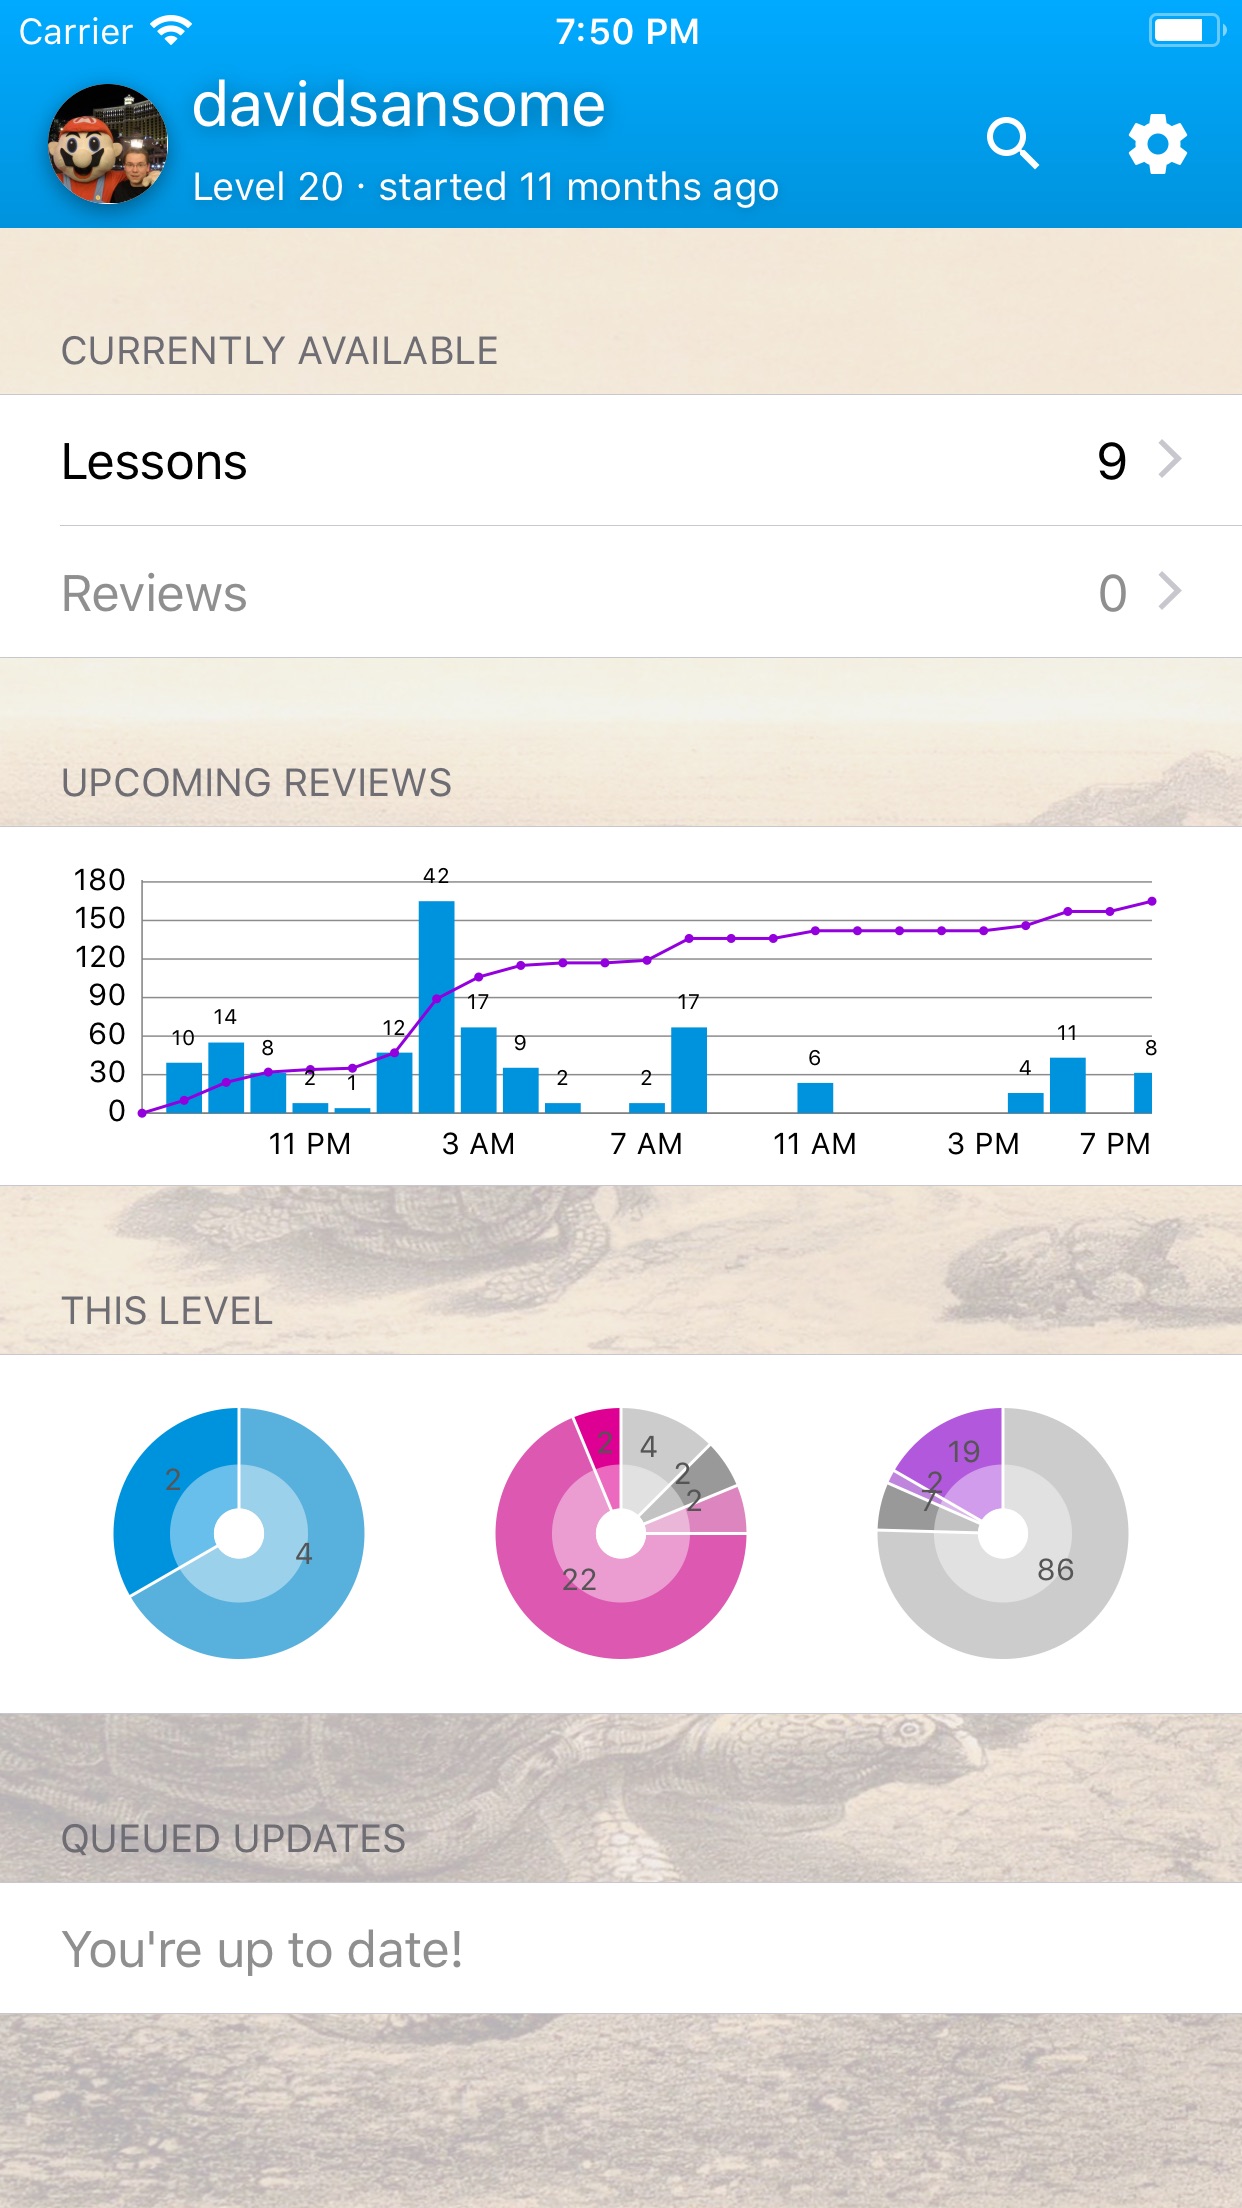 Carrier 7:50 PM
davidsansome
Level 20 · started 11 months ago
CURRENTLY AVAILABLE
Lessons 9
Reviews 0
UPCOMING REVIEWS
180
150
120
90
60
30
0
10 14 8 2 1 12 42 17 9 2 2 17 6 4 11 8
11 PM 3 AM 7 AM 11 AM 3 PM 7 PM
THIS LEVEL
2 4
2 4 2 2 22
19 2 7 86
QUEUED UPDATES
You're up to date!